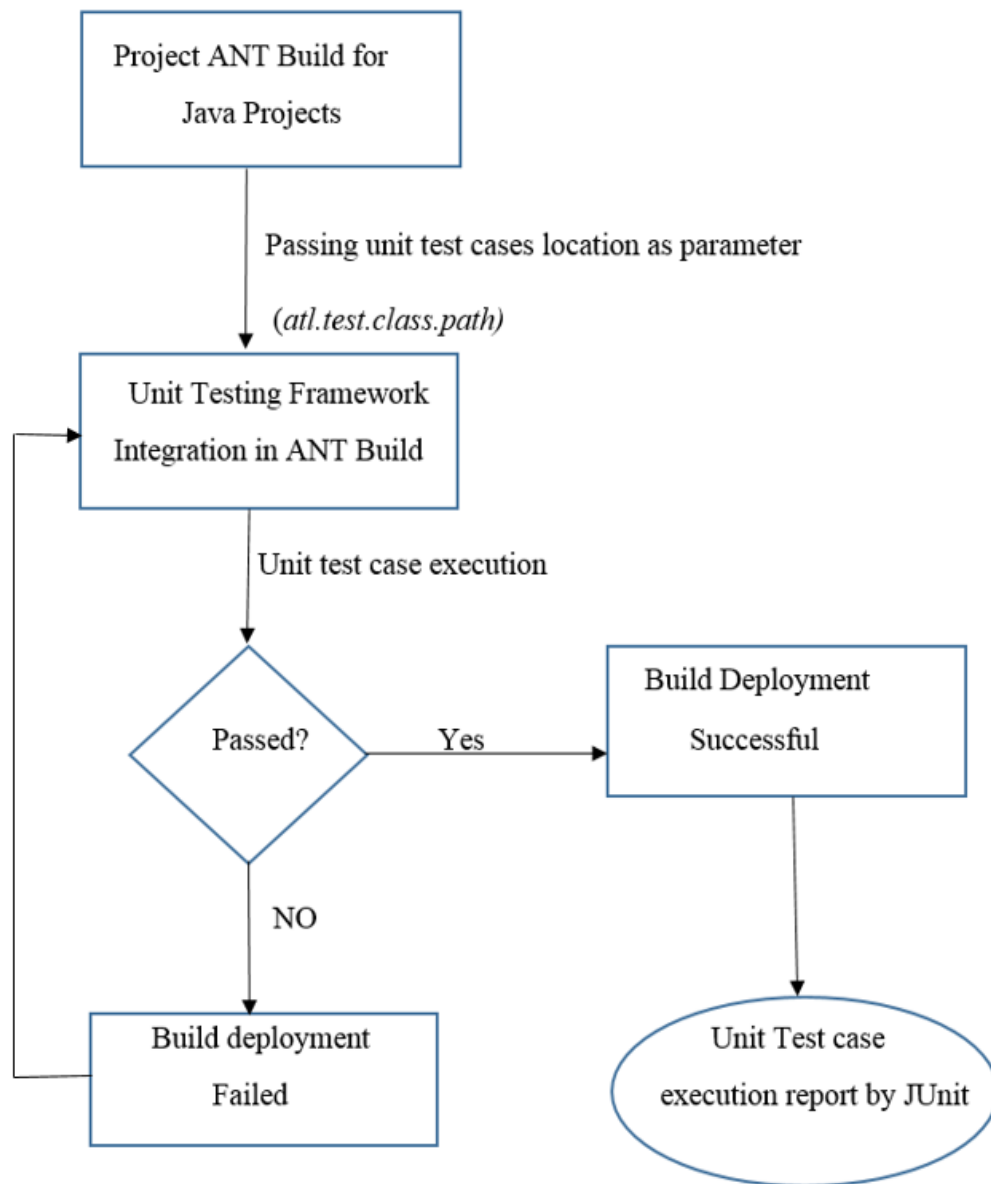 Project ANT Build for
Java Projects
Passing unit test cases location as parameter
(atl.test.class.path)
Unit Testing Framework
Integration in ANT Build
Unit test case execution
Passed?
Yes
Build Deployment
Successful
NO
Build deployment
Failed
Unit Test case
execution report by JUnit